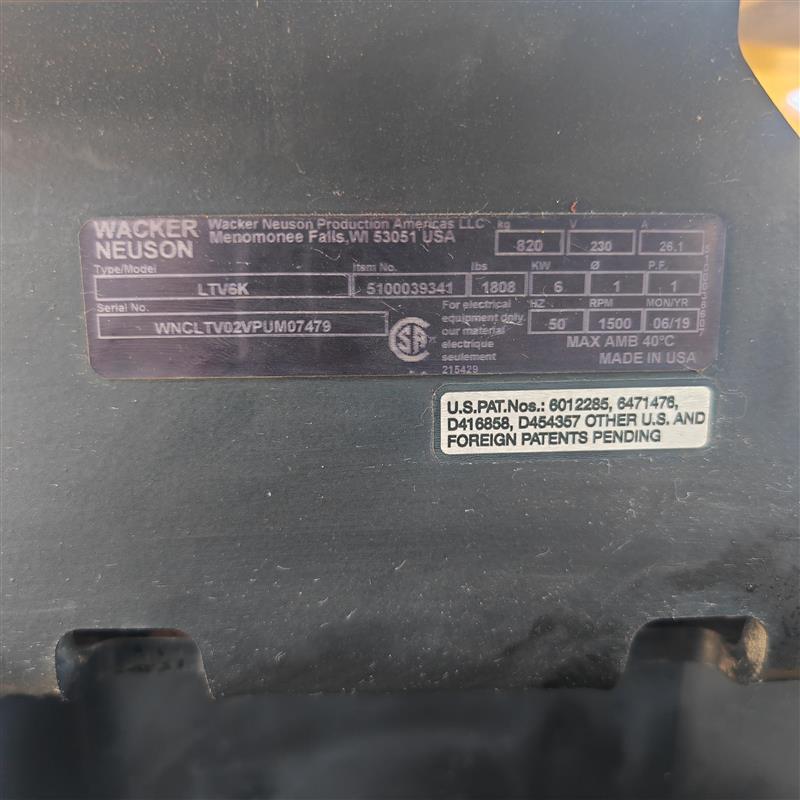 WACKER
NEUSON
Wacker Neuson Production Americas LLC
Menomonee Falls,WI 53051 USA
kg V A
820 230 26.1
Type/Model Item No. lbs KW Ø P.F.
LTV6K 5100039341 1808 6 1 1
Serial No.
WNCLTV02VPUM07479
For electrical
equipment only.
our material
electrique
seulement
215429
HZ RPM MON/YR
50 1500 06/19
MAX AMB 40°C
MADE IN USA
U.S.PAT.Nos.: 6012285, 6471476,
D416858, D454357 OTHER U.S. AND
FOREIGN PATENTS PENDING